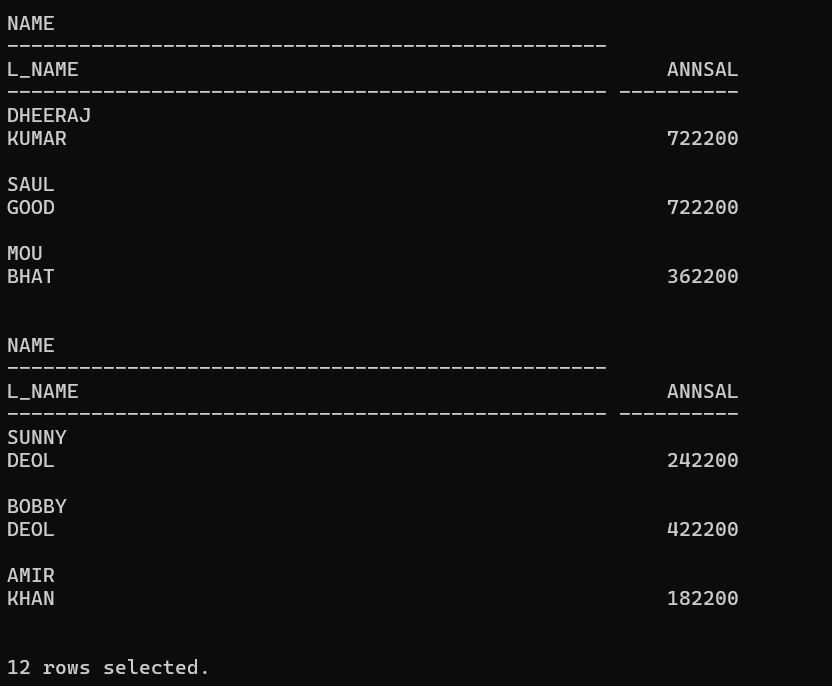 NAME
--------------------------------------------------
L_NAME                                                 ANNSAL
-------------------------------------------------- ----------
DHEERAJ
KUMAR                                                  722200
SAUL
GOOD                                                   722200
MOU
BHAT                                                   362200
NAME
--------------------------------------------------
L_NAME                                                 ANNSAL
-------------------------------------------------- ----------
SUNNY
DEOL                                                   242200
BOBBY
DEOL                                                   422200
AMIR
KHAN                                                   182200
12 rows selected.